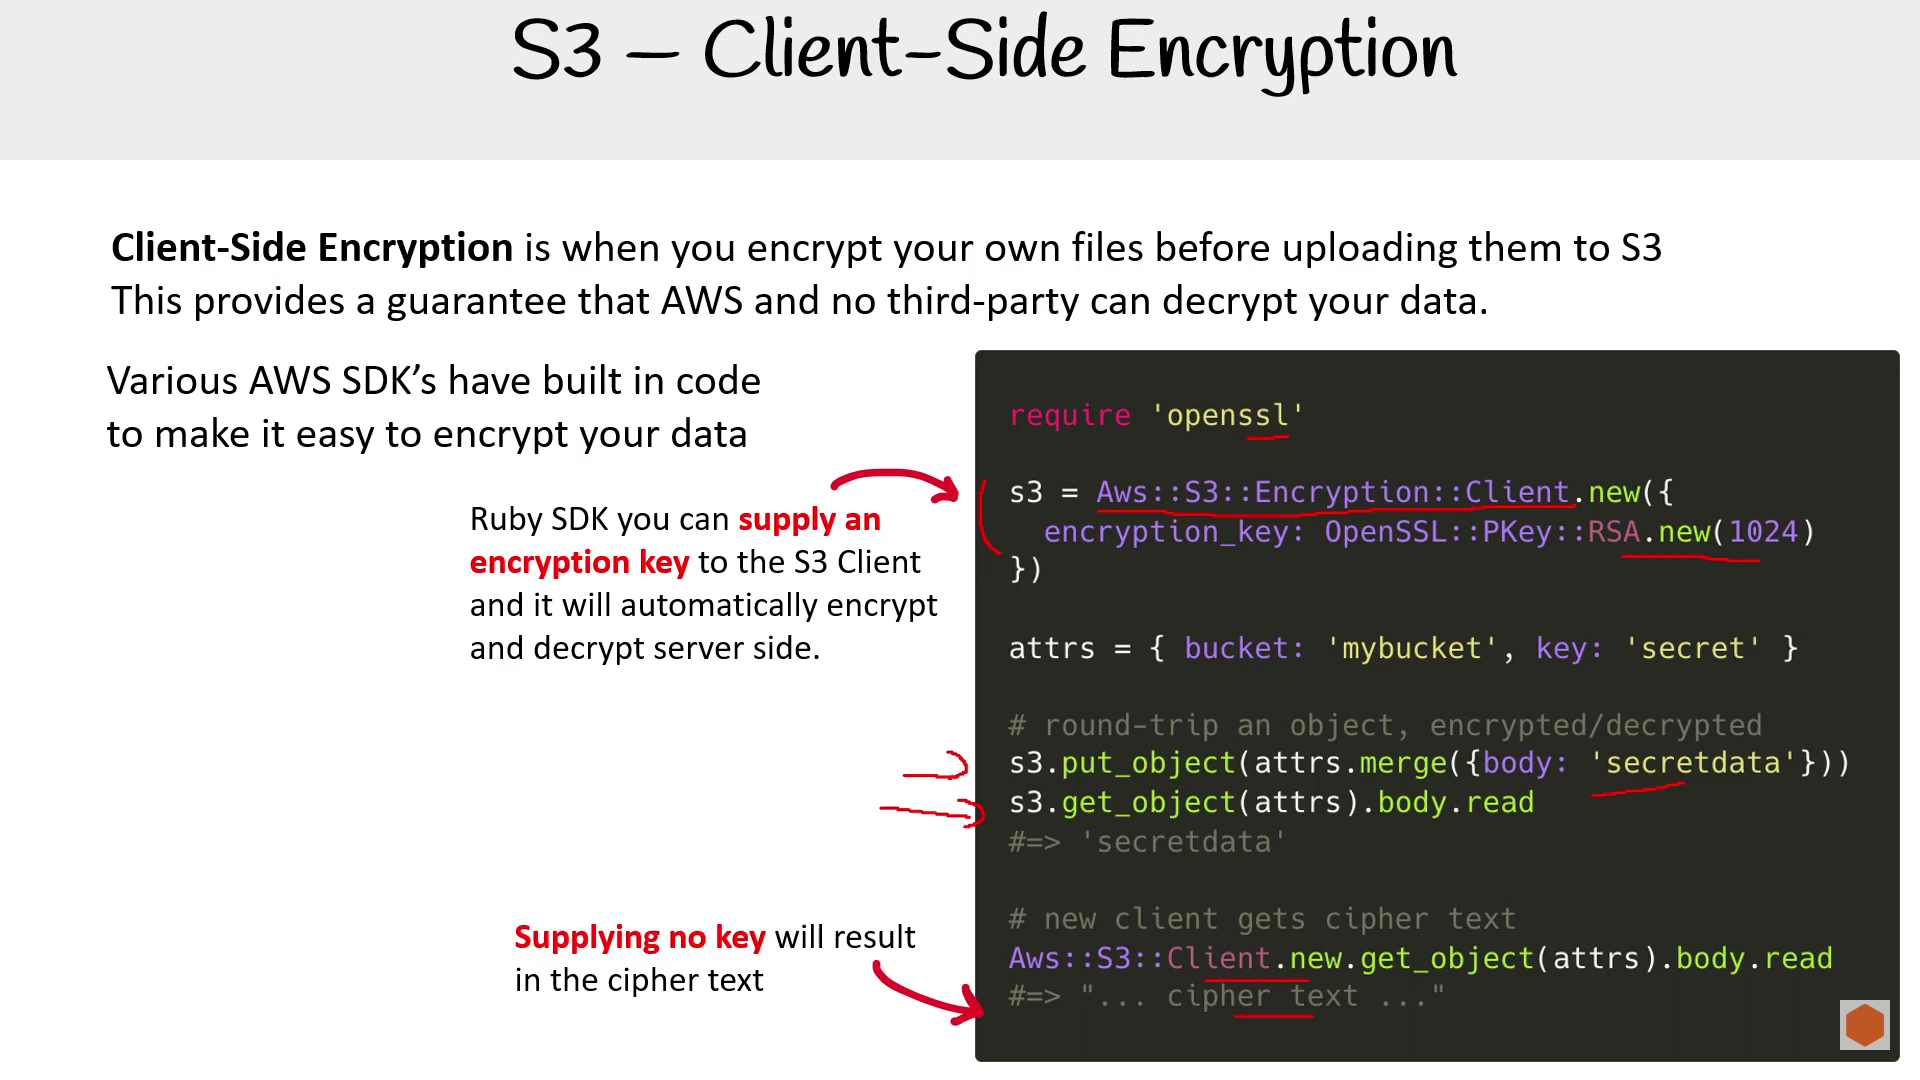 S3 – Client-Side Encryption
Client-Side Encryption is when you encrypt your own files before uploading them to S3
This provides a guarantee that AWS and no third-party can decrypt your data.
Various AWS SDK’s have built in code
to make it easy to encrypt your data
Ruby SDK you can supply an
encryption key to the S3 Client
and it will automatically encrypt
and decrypt server side.
Supplying no key will result
in the cipher text
require 'openssl'
s3 = Aws::S3::Encryption::Client.new({
  encryption_key: OpenSSL::PKey::RSA.new(1024)
})
attrs = { bucket: 'mybucket', key: 'secret' }
# round-trip an object, encrypted/decrypted
s3.put_object(attrs.merge({body: 'secretdata'}))
s3.get_object(attrs).body.read
#=> 'secretdata'
# new client gets cipher text
Aws::S3::Client.new.get_object(attrs).body.read
#=> "... cipher text ..."